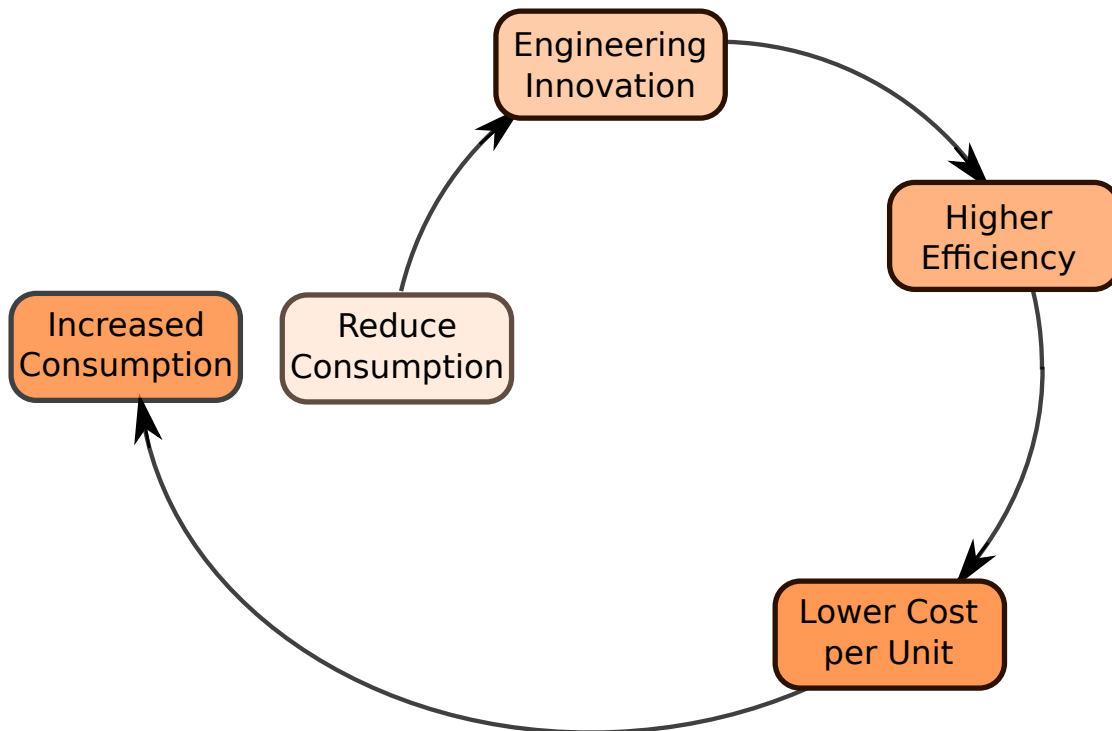 Engineering
Innovation
Higher
Efficiency
Lower Cost
per Unit
Increased
Consumption
Reduce
Consumption